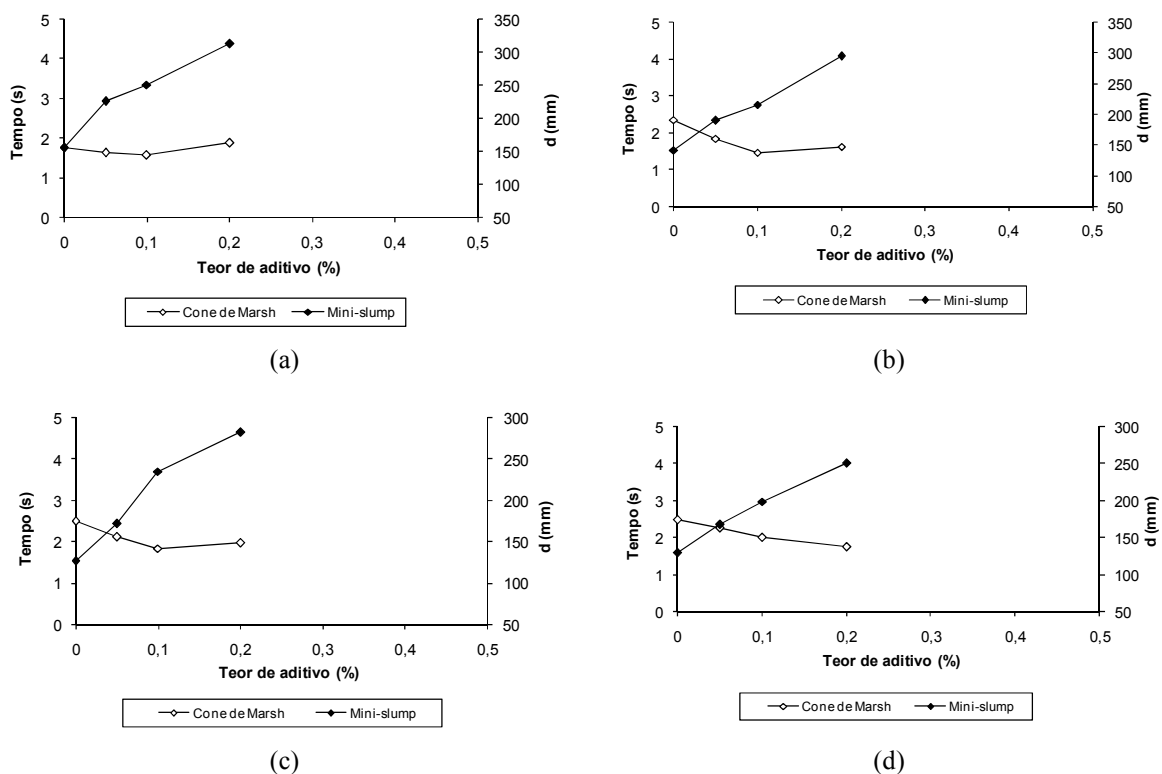 5
4
3
2
1
0
Tempo (s)
350
300
250
200
150
100
50
d (mm)
0 0,1 0,2 0,3 0,4 0,5
Teor de aditivo (%)
Cone de Marsh Mini-slump
(a)
5
4
3
2
1
0
Tempo (s)
350
300
250
200
150
100
50
d (mm)
0 0,1 0,2 0,3 0,4 0,5
Teor de aditivo (%)
Cone de Marsh Mini-slump
(b)
5
4
3
2
1
0
Tempo (s)
300
250
200
150
100
50
d (mm)
0 0,1 0,2 0,3 0,4 0,5
Teor de aditivo (%)
Cone de Marsh Mini-slump
(c)
5
4
3
2
1
0
Tempo (s)
300
250
200
150
100
50
d (mm)
0 0,1 0,2 0,3 0,4 0,5
Teor de aditivo (%)
Cone de Marsh Mini-slump
(d)